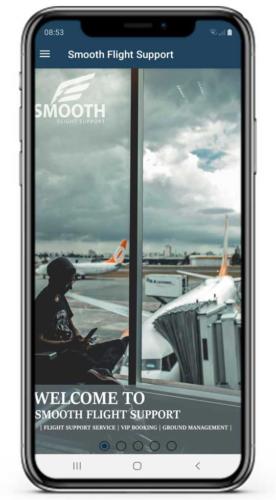 08:53
Smooth Flight Support
SMOOTH
FLIGHT SUPPORT
WELCOME TO
SMOOTH FLIGHT SUPPORT
| FLIGHT SUPPORT SERVICE | VIP BOOKING | GROUND MANAGEMENT |